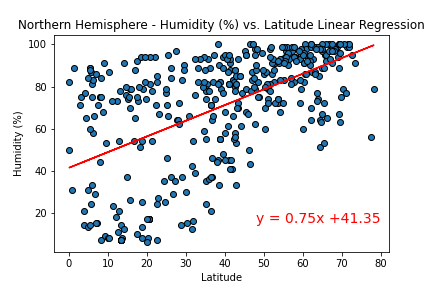 Northern Hemisphere - Humidity (%) vs. Latitude Linear Regression
100
80
60
40
20
Humidity (%)
y = 0.75x +41.35
0 10 20 30 40 50 60 70 80
Latitude